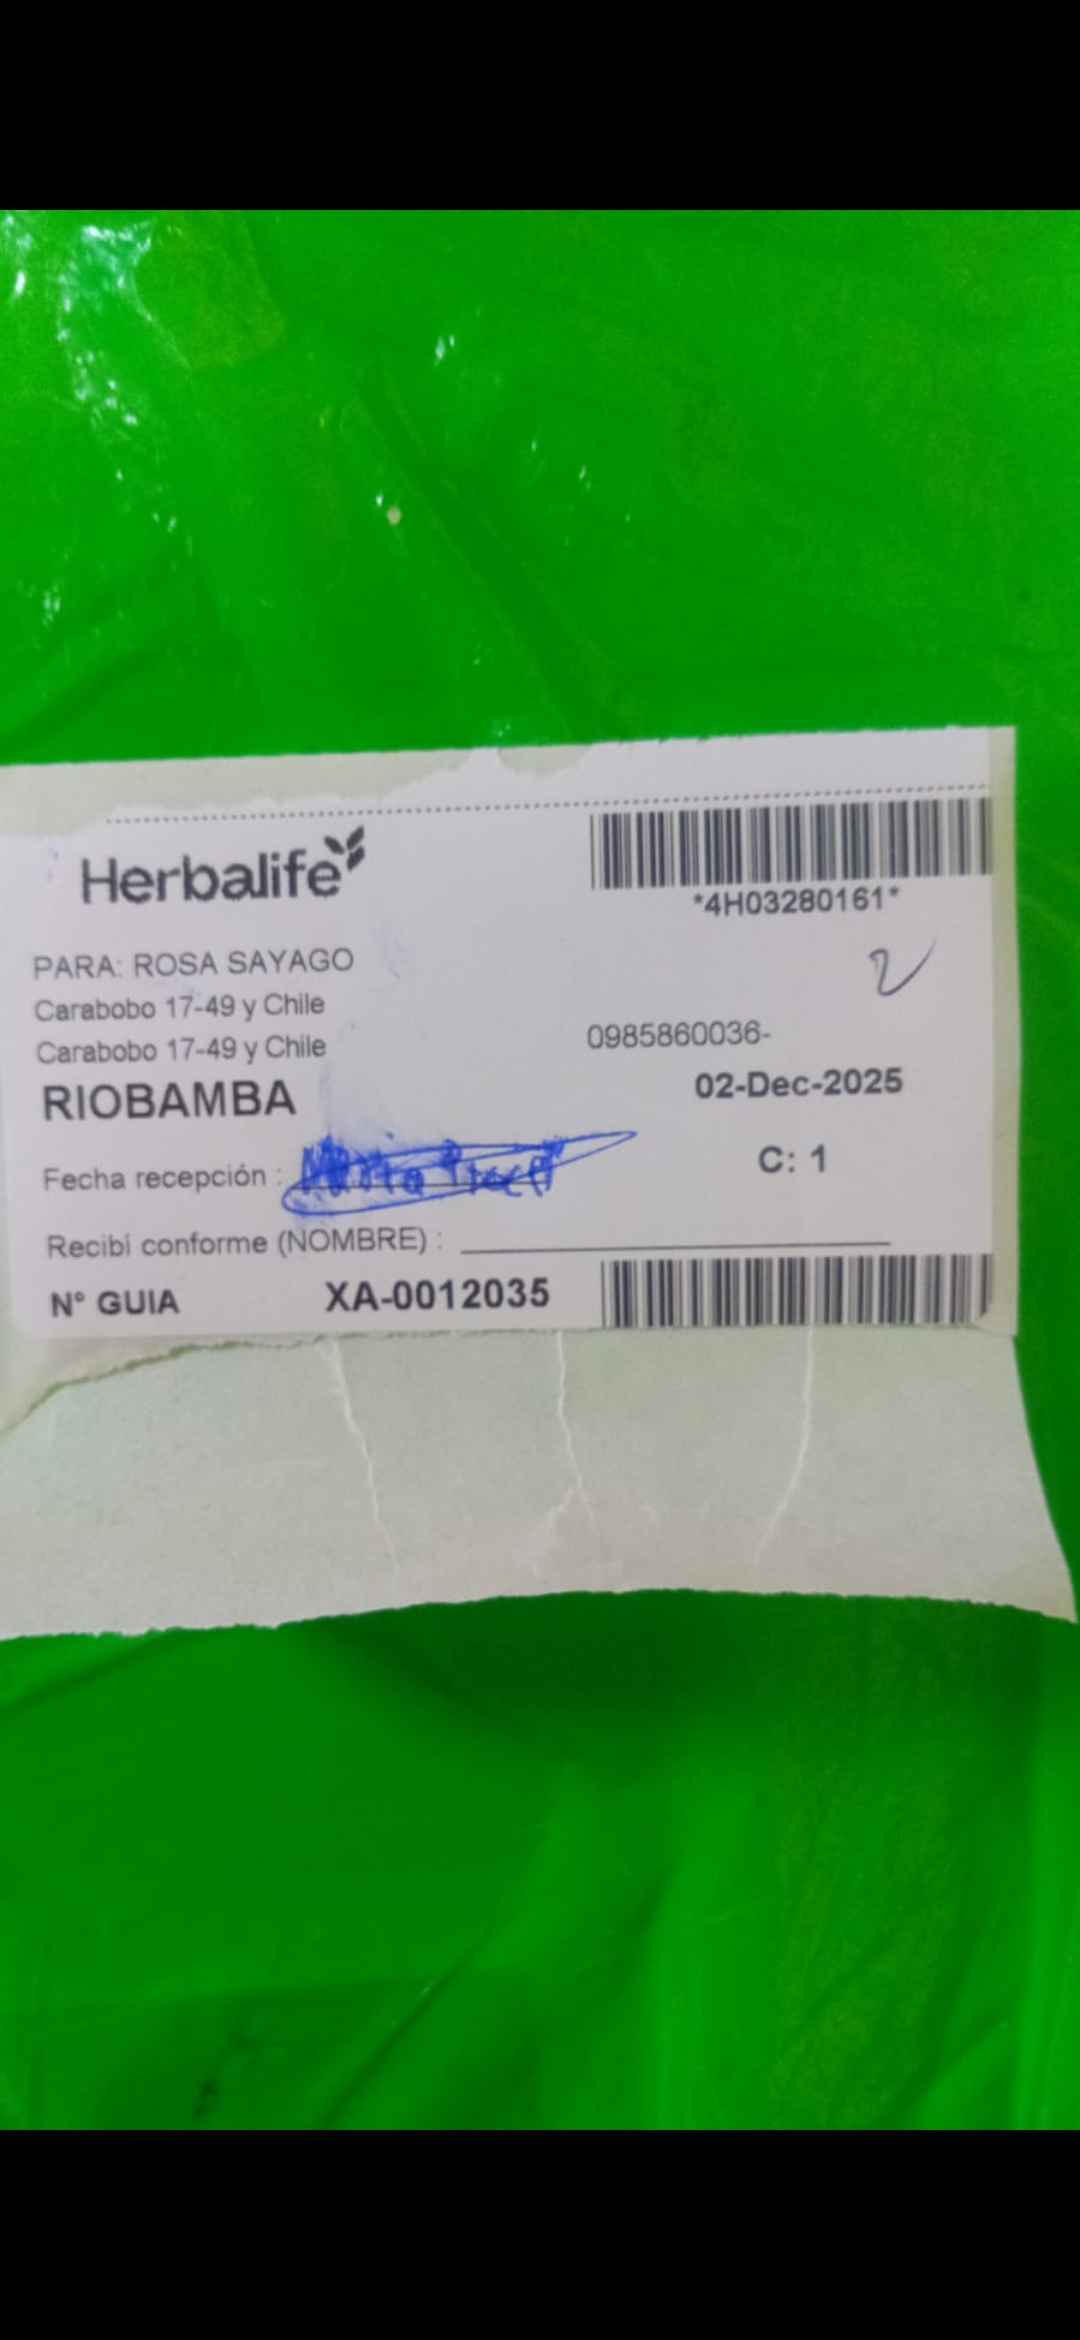 Herbalife
*4H03280161*
PARA: ROSA SAYAGO
2
Carabobo 17-49 y Chile
Carabobo 17-49 y Chile
0985860036-
RIOBAMBA
02-Dec-2025
Fecha recepción :
C: 1
Recibí conforme (NOMBRE) :
N° GUIA XA-0012035